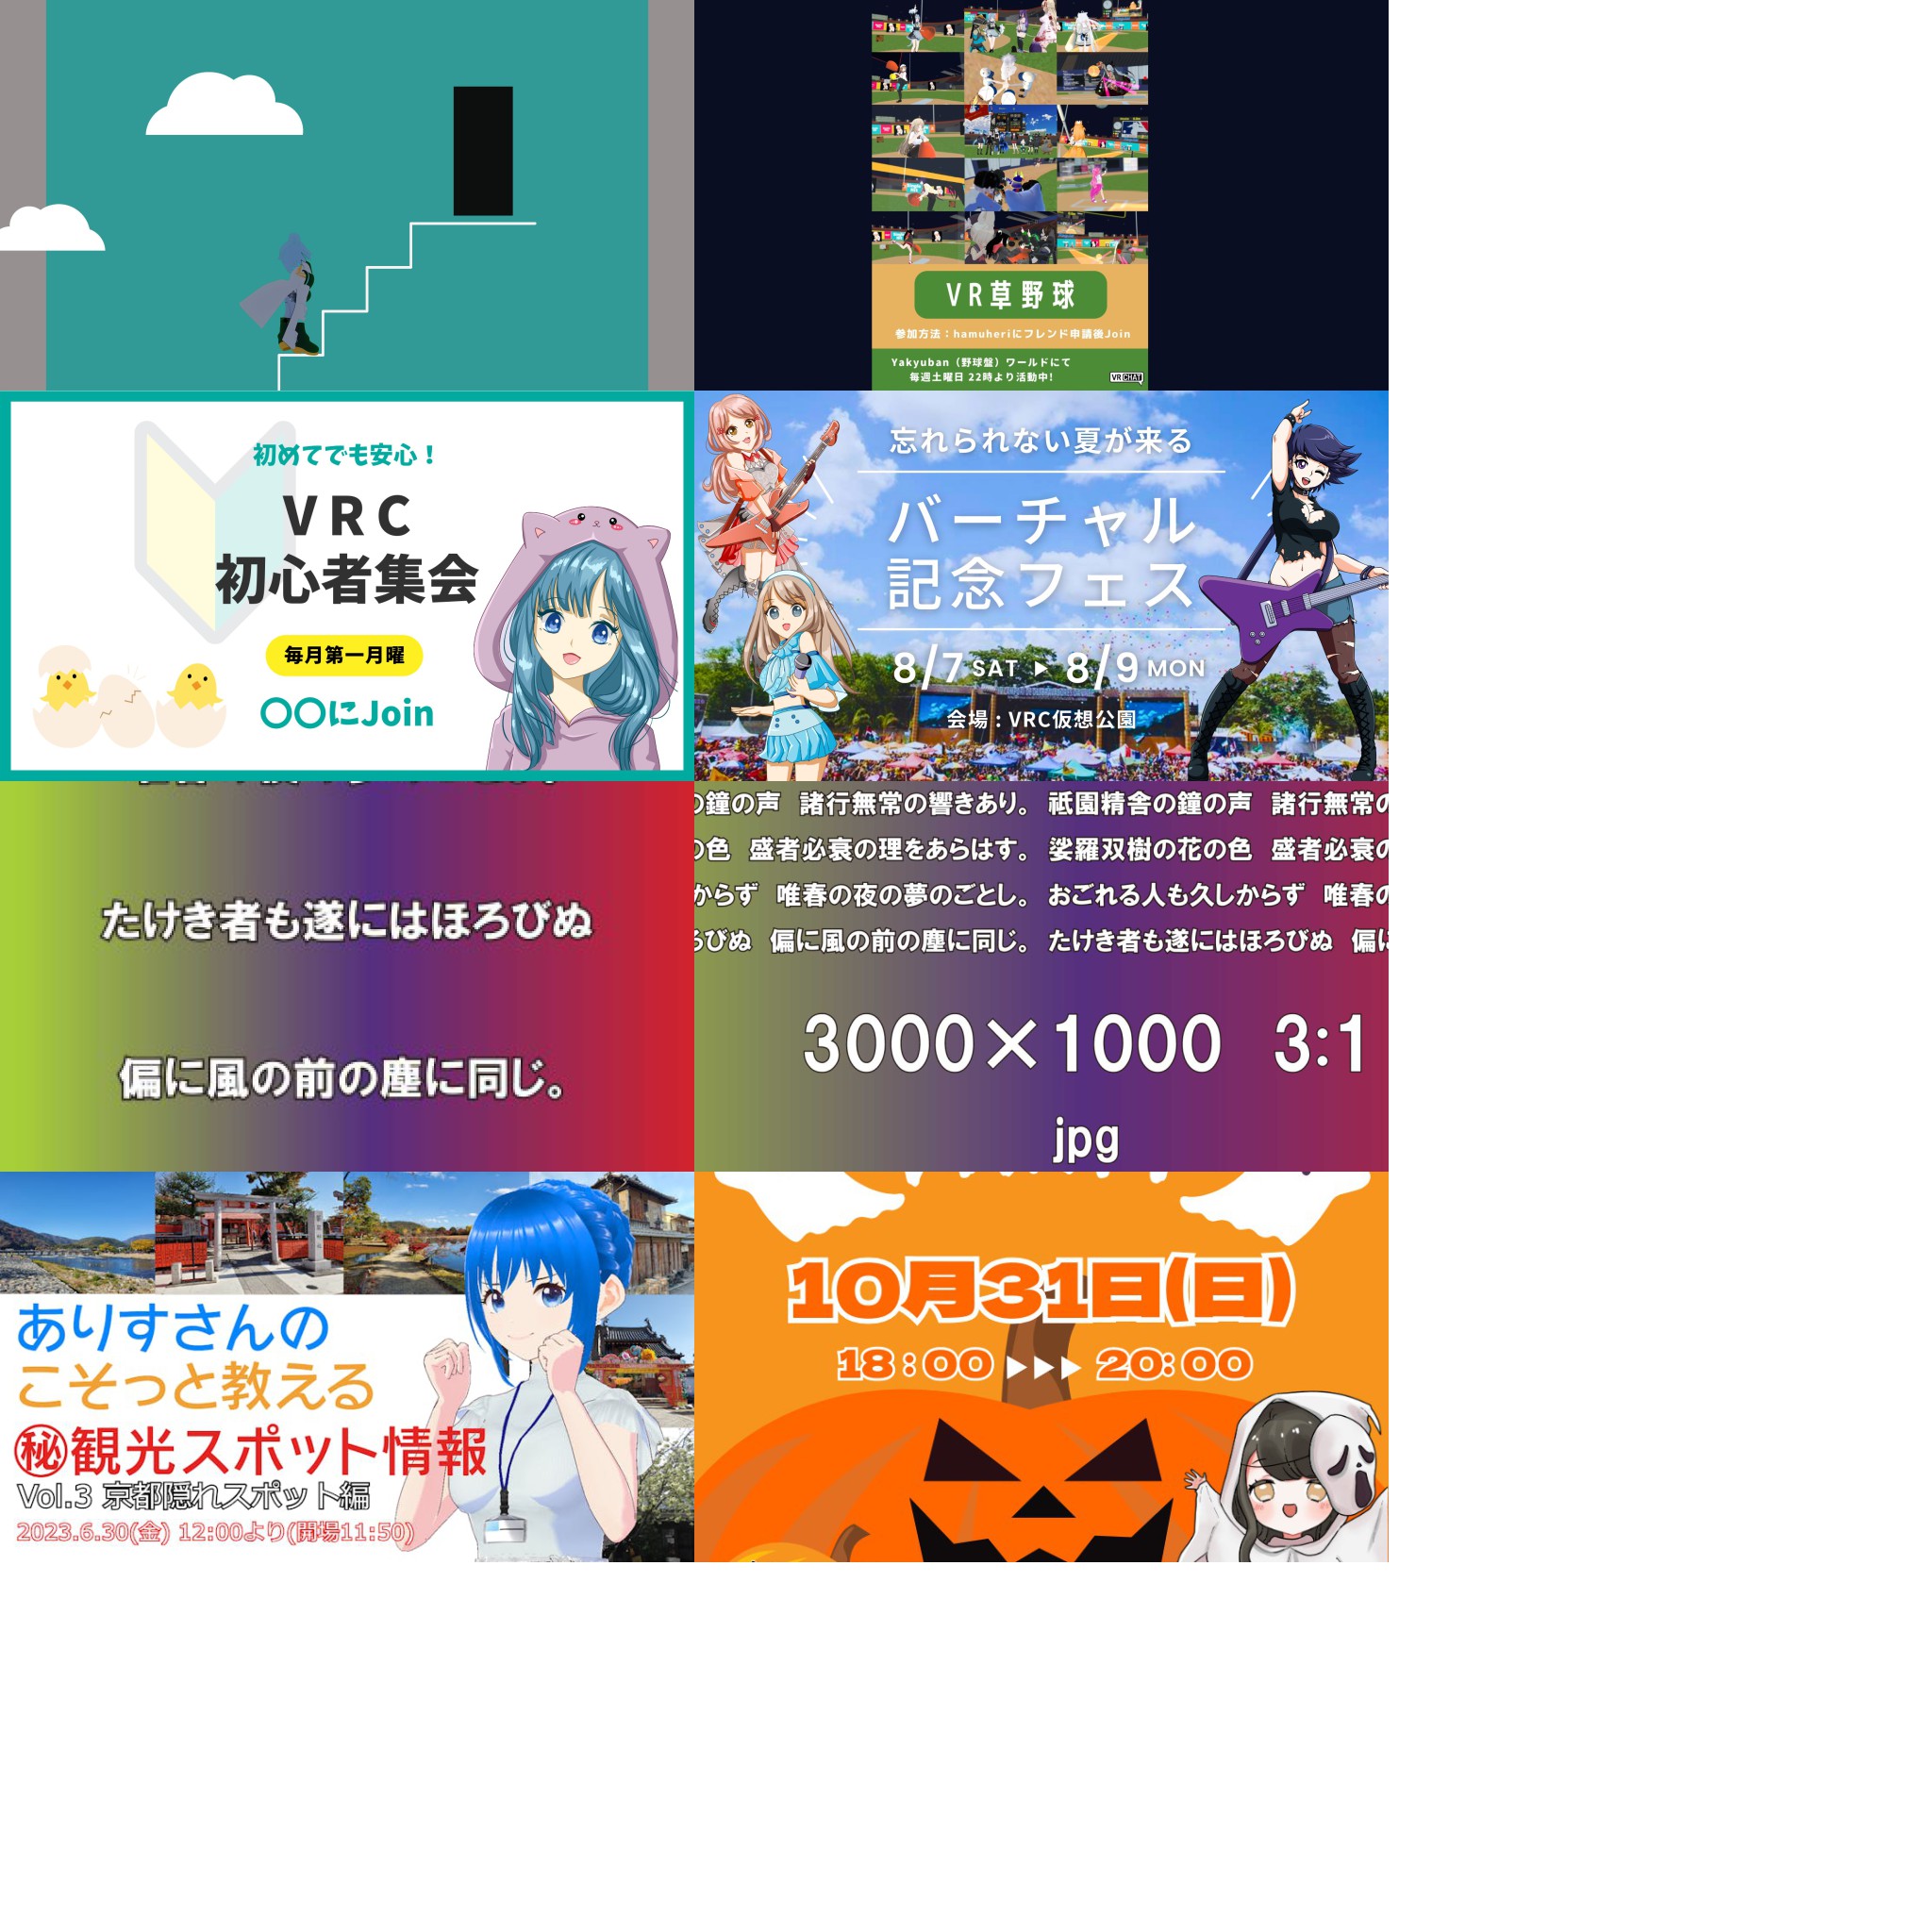 VR草野球
参加方法：hamuheriにフレンド申請後Join
Yakyuban（野球盤）ワールドにて
毎週土曜日 22時より活動中!
VRCHAT
初めてでも安心！
VRC
初心者集会
毎月第一月曜
〇〇にJoin
忘れられない夏が来る
バーチャル
記念フェス
8/7 SAT ▶ 8/9 MON
会場 : VRC仮想公園
たけき者も遂にはほろびぬ
偏に風の前の塵に同じ。
の鐘の声 諸行無常の響きあり。 祇園精舎の鐘の声 諸行無常の
の色 盛者必衰の理をあらはす。 娑羅双樹の花の色 盛者必衰の
からず 唯春の夜の夢のごとし。 おごれる人も久しからず 唯春の
ろびぬ 偏に風の前の塵に同じ。 たけき者も遂にはほろびぬ 偏に
3000×1000 3:1
jpg
ありすさんの
こそっと教える
㊙観光スポット情報
Vol.3 京都隠れスポット編
2023.6.30(金) 12:00より(開場11:50)
10月31日(日)
18：00 ▶▶▶ 20：00